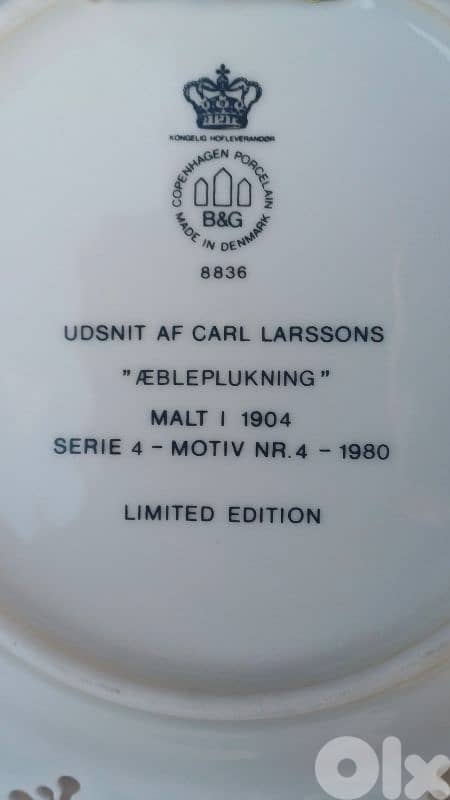 KONGELIG HOFLEVERANDØR
COPENHAGEN PORCELAIN
B&G
MADE IN DENMARK
8836
UDSNIT AF CARL LARSSONS
"ÆBLEPLUKNING"
MALT I 1904
SERIE 4 - MOTIV NR. 4 - 1980
LIMITED EDITION
OLX